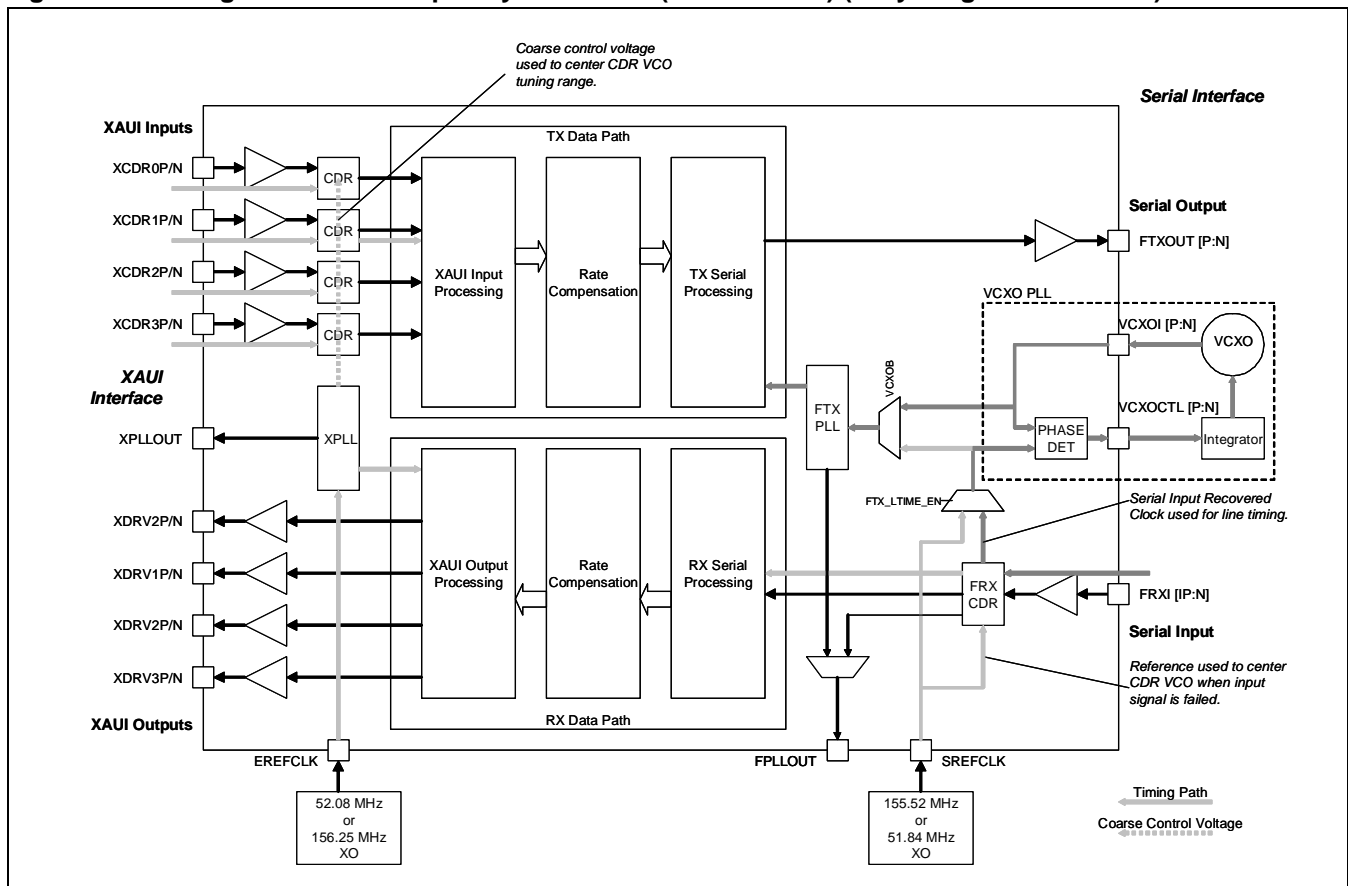 Coarse control voltage
used to center CDR VCO
tuning range.
Serial Interface
XAUI Inputs
TX Data Path
XCDR0P/N
CDR
XCDR1P/N
CDR
XCDR2P/N
CDR
XCDR3P/N
CDR
XAUI Input
Processing
Rate
Compensation
TX Serial
Processing
Serial Output
FTXOUT [P:N]
VCXO PLL
VCXOI [P:N]
VCXO
XAUI
Interface
VCXOB
FTX
PLL
VCXOCTL [P:N]
PHASE
DET
Integrator
XPLLOUT
XPLL
FTX_LTIME_EN
Serial Input Recovered
Clock used for line timing.
XDRV2P/N
XDRV1P/N
XDRV2P/N
XDRV3P/N
XAUI Output
Processing
Rate
Compensation
RX Serial
Processing
FRX
CDR
FRXI [IP:N]
Serial Input
Reference used to center
CDR VCO when input
signal is failed.
XAUI Outputs
RX Data Path
EREFCLK
FPLLOUT
SREFCLK
52.08 MHz
or
156.25 MHz
XO
155.52 MHz
or
51.84 MHz
XO
Timing Path
Coarse Control Voltage